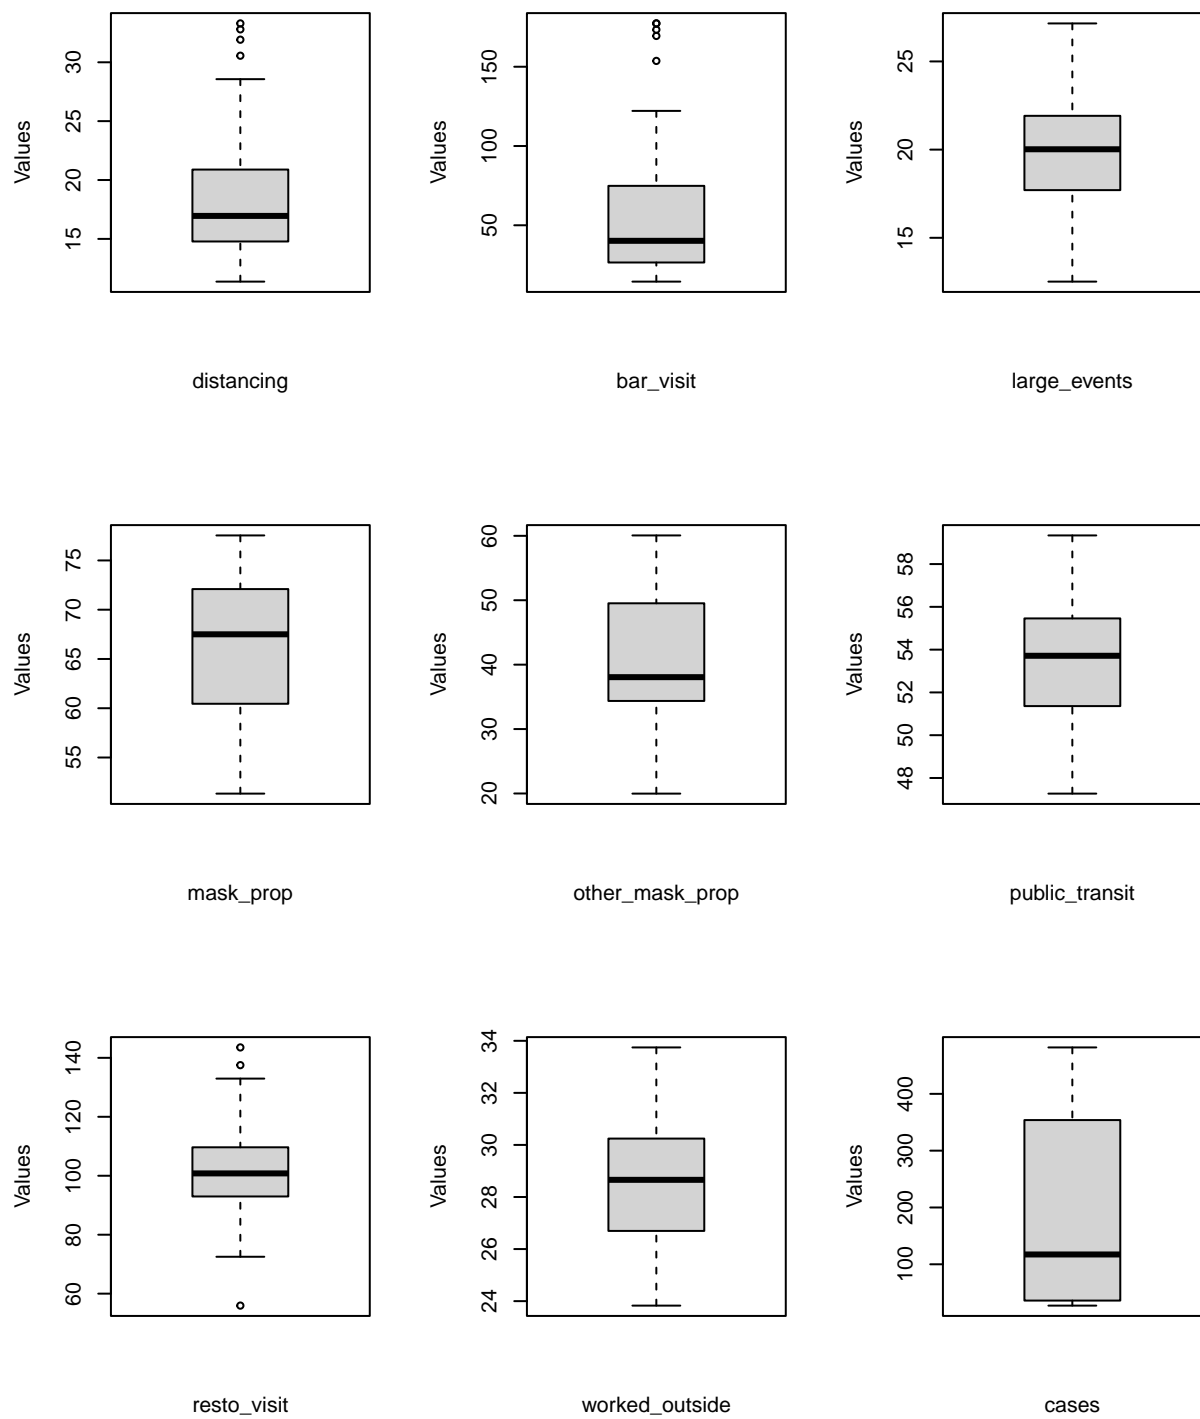 Values
30
25
20
15
distancing
Values
150
100
50
bar_visit
Values
25
20
15
large_events
Values
75
70
65
60
55
mask_prop
Values
60
50
40
30
20
other_mask_prop
Values
58
56
54
52
50
48
public_transit
Values
140
120
100
80
60
resto_visit
Values
34
32
30
28
26
24
worked_outside
Values
400
300
200
100
cases